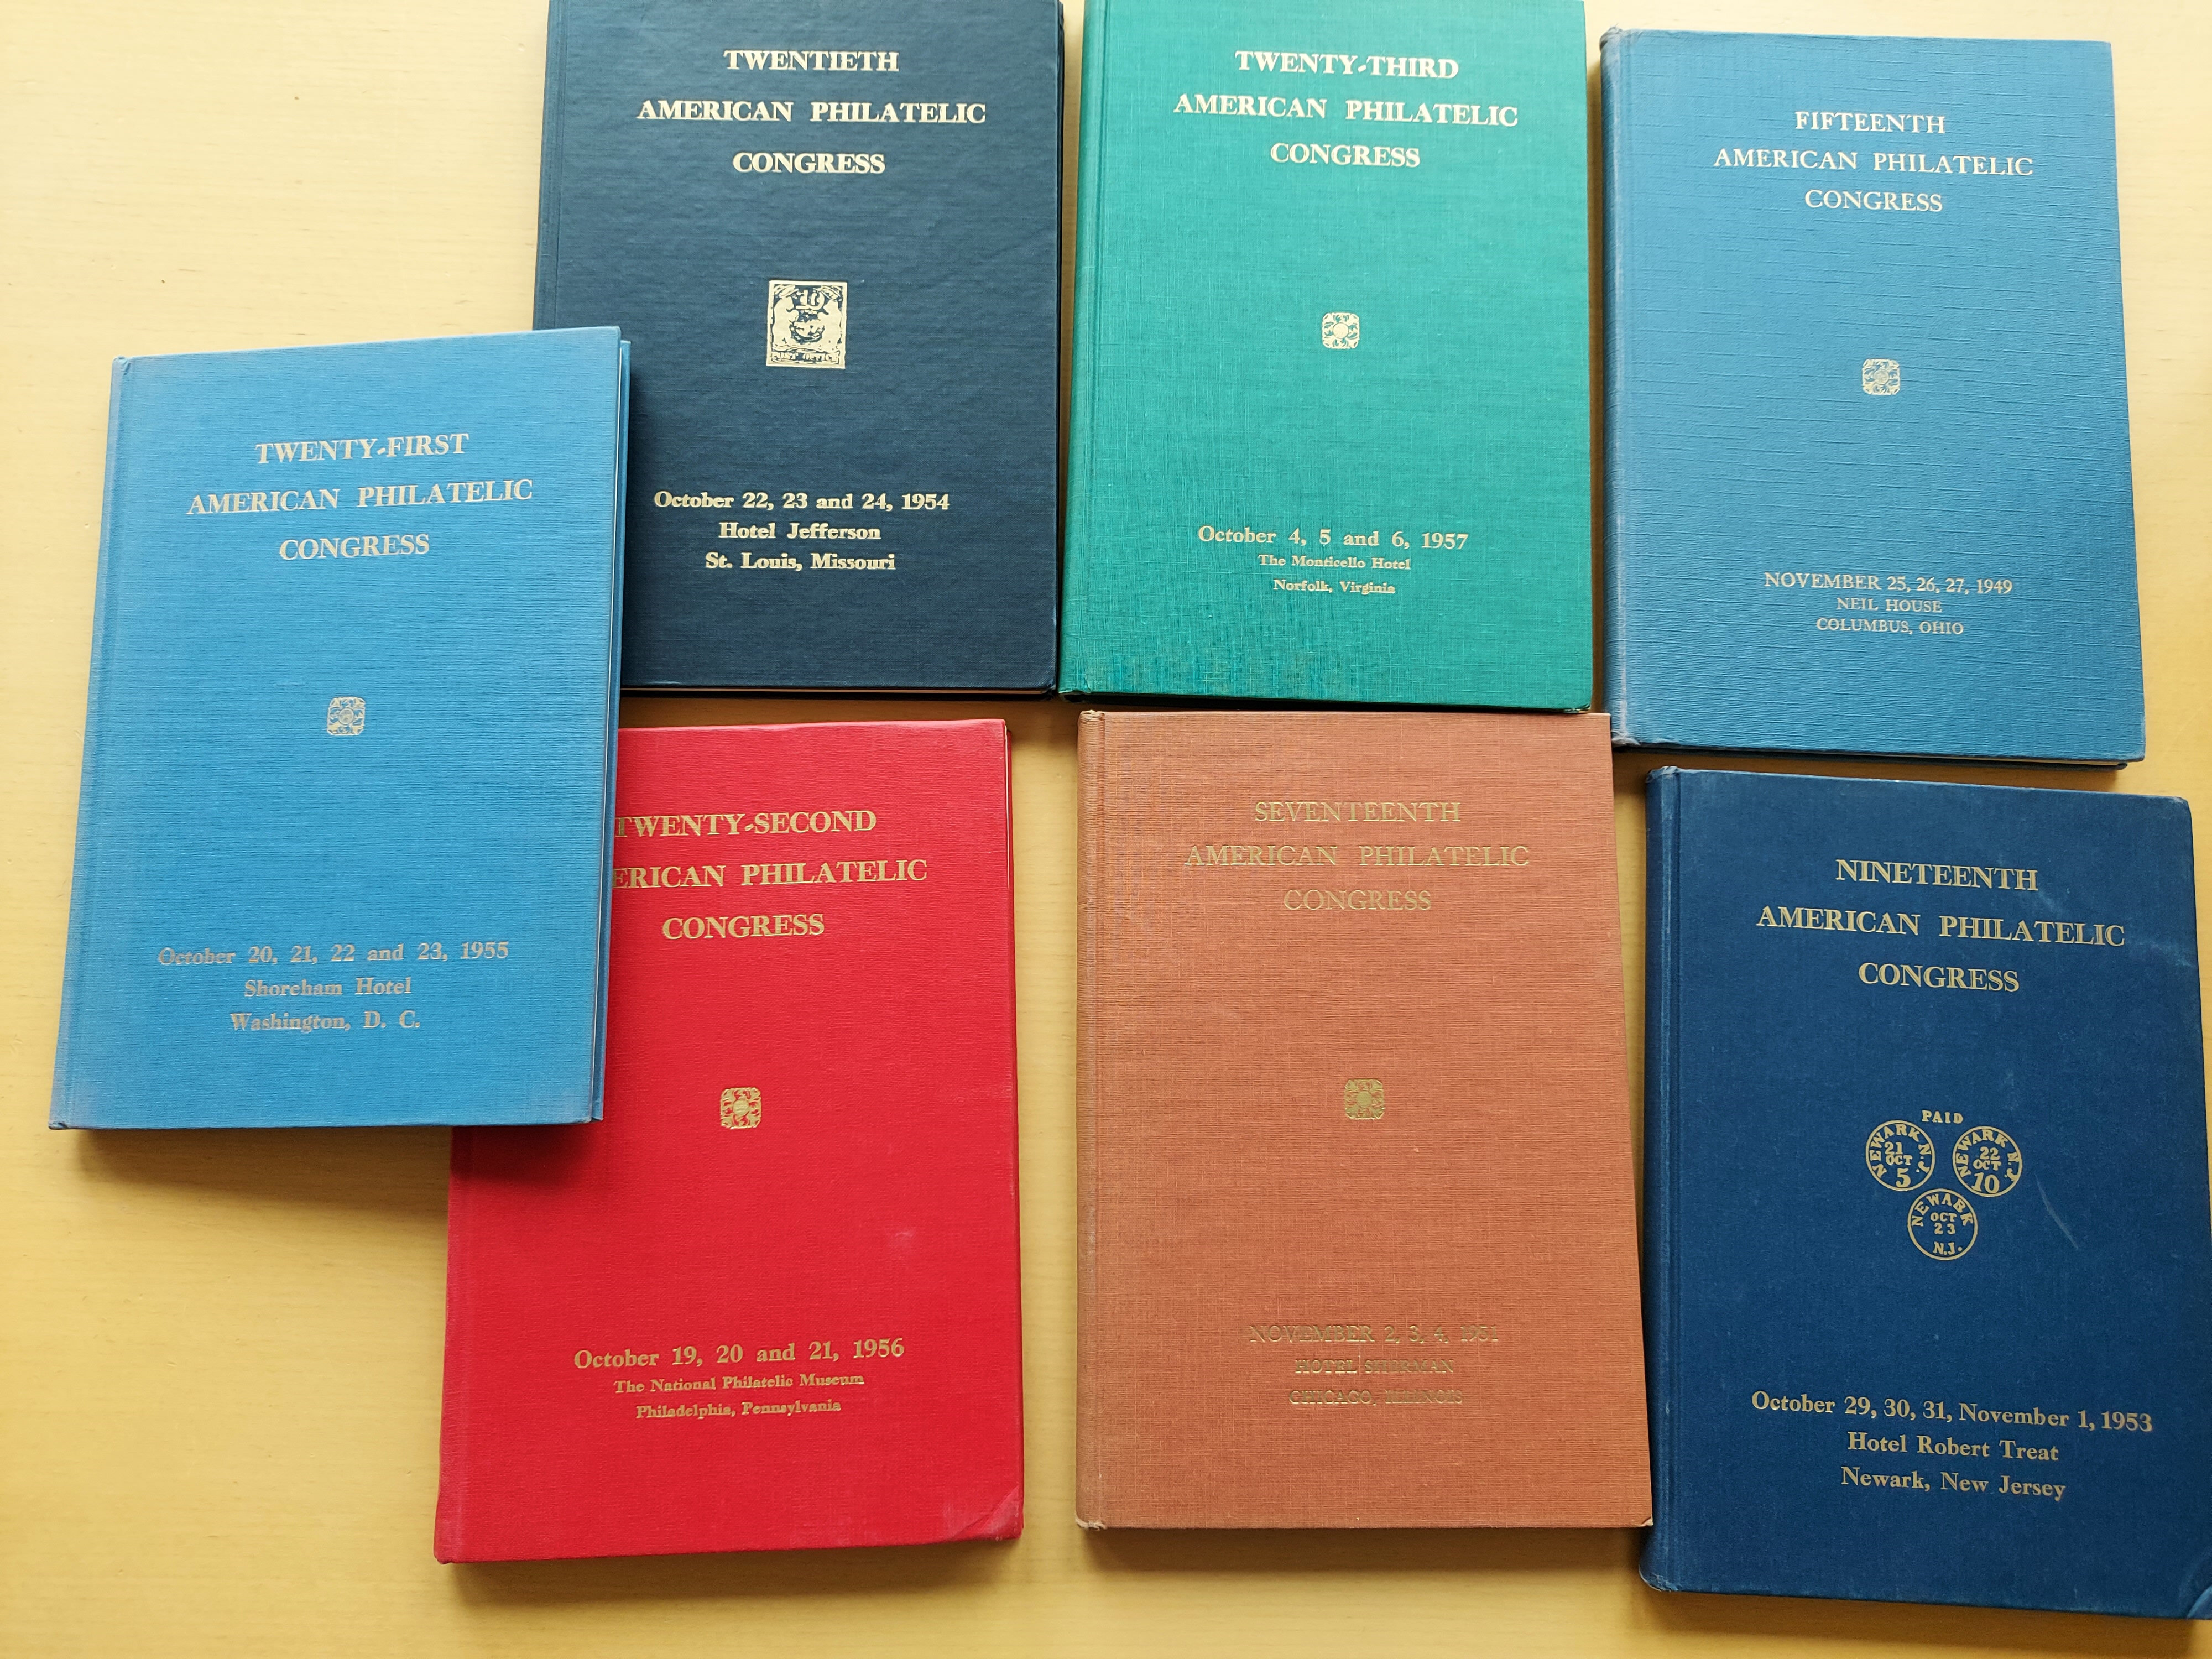 TWENTIETH
AMERICAN PHILATELIC
CONGRESS
10
POST OFFICE
October 22, 23 and 24, 1954
Hotel Jefferson
St. Louis, Missouri
TWENTY-THIRD
AMERICAN PHILATELIC
CONGRESS
October 4, 5 and 6, 1957
The Monticello Hotel
Norfolk, Virginia
FIFTEENTH
AMERICAN PHILATELIC
CONGRESS
NOVEMBER 25, 26, 27, 1949
NEIL HOUSE
COLUMBUS, OHIO
TWENTY-FIRST
AMERICAN PHILATELIC
CONGRESS
October 20, 21, 22 and 23, 1955
Shoreham Hotel
Washington, D. C.
TWENTY-SECOND
ERICAN PHILATELIC
CONGRESS
October 19, 20 and 21, 1956
The National Philatelic Museum
Philadelphia, Pennsylvania
SEVENTEENTH
AMERICAN PHILATELIC
CONGRESS
NOVEMBER 2, 3, 4, 1951
HOTEL SHERMAN
CHICAGO, ILLINOIS
NINETEENTH
AMERICAN PHILATELIC
CONGRESS
PAID
NEWARK N.J.
21
OCT
5
NEWARK N.J.
22
OCT
10
NEWARK
OCT
23
N.J.
October 29, 30, 31, November 1, 1953
Hotel Robert Treat
Newark, New Jersey